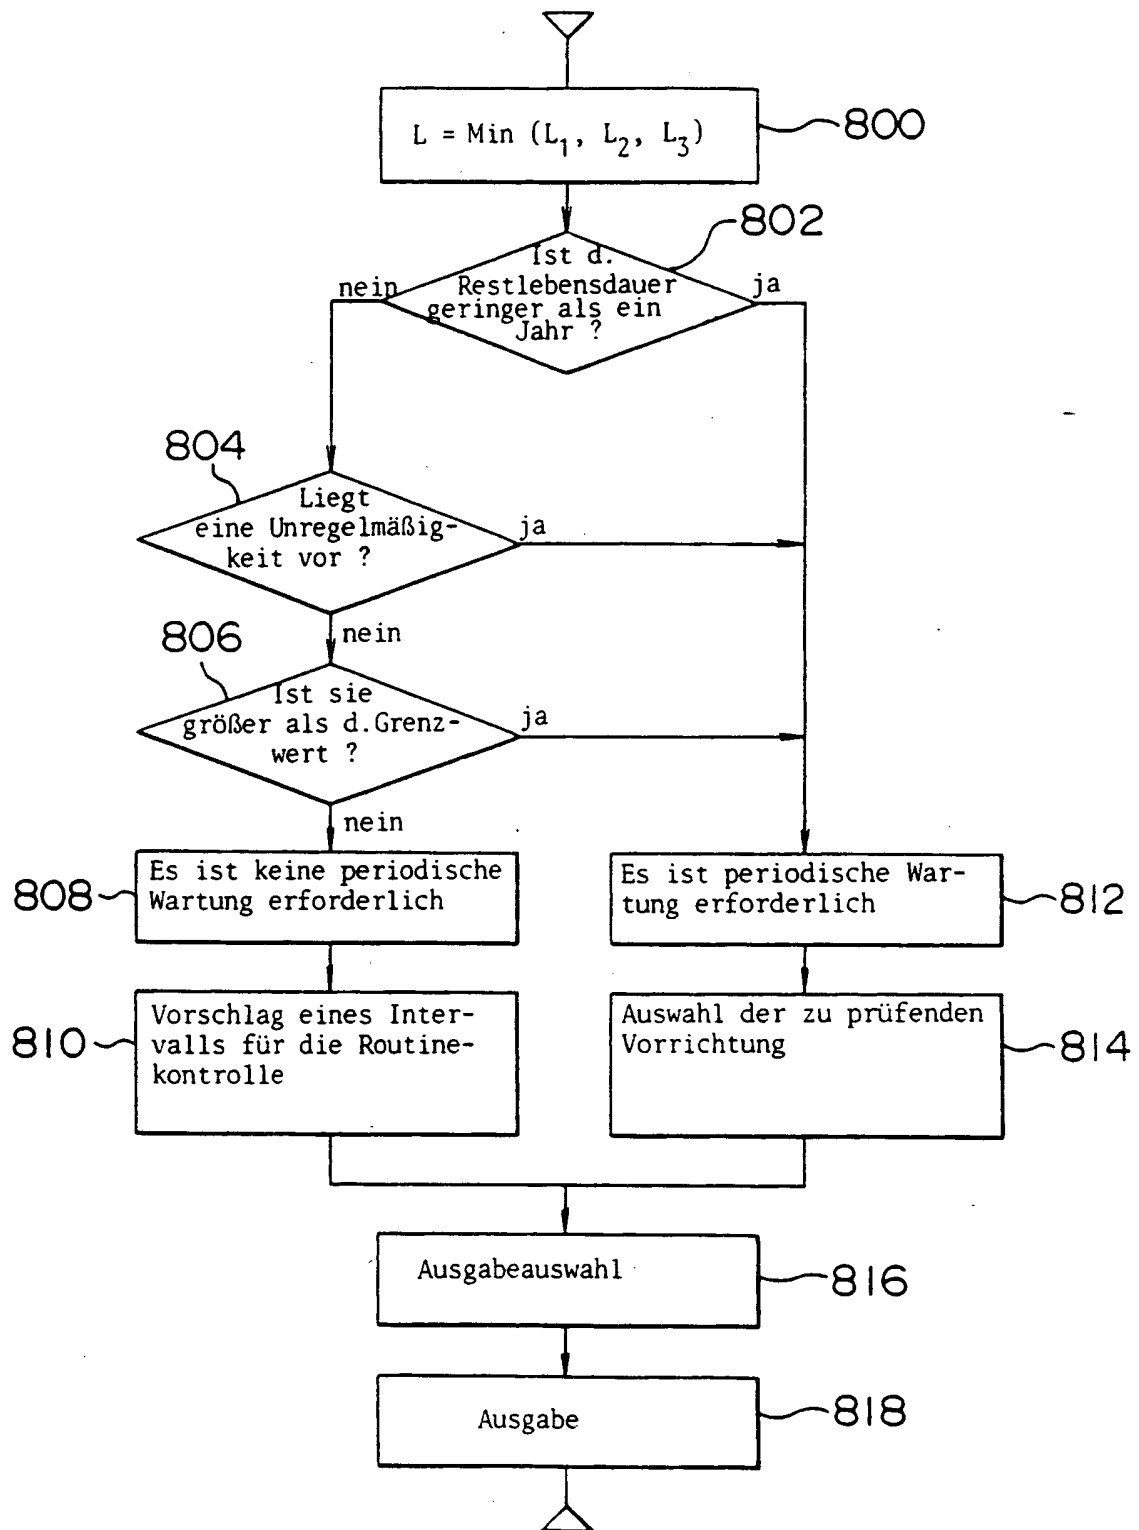 L = Min (L1, L2, L3)
800
802
Ist d.
Restlebensdauer
geringer als ein
Jahr ?
nein
ja
804
Liegt
eine Unregelmäßig-
keit vor ?
ja
nein
806
Ist sie
größer als d.Grenz-
wert ?
ja
nein
808
Es ist keine periodische
Wartung erforderlich
Es ist periodische War-
tung erforderlich
812
810
Vorschlag eines Inter-
valls für die Routine-
kontrolle
Auswahl der zu prüfenden
Vorrichtung
814
Ausgabeauswahl
816
Ausgabe
818